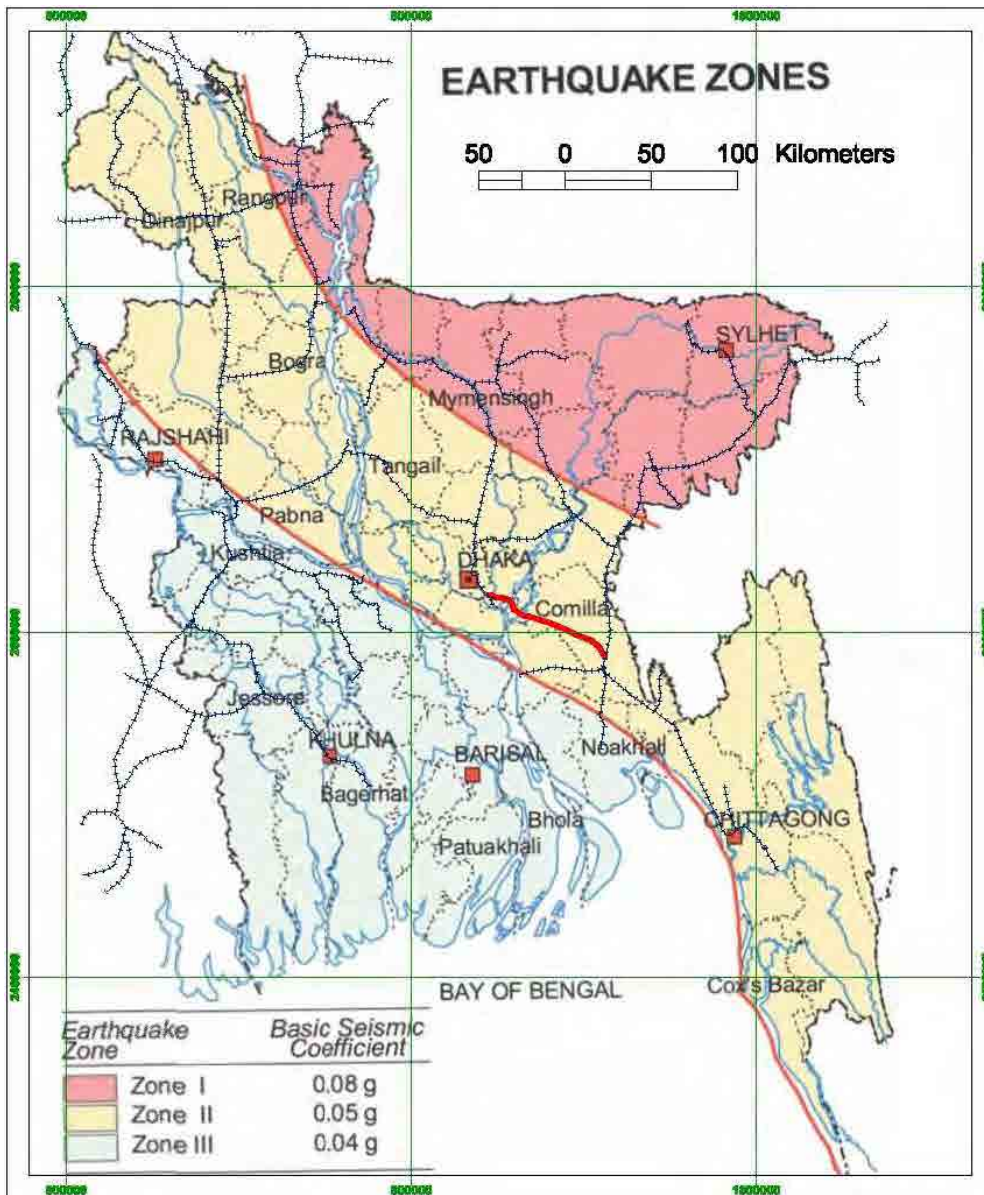 EARTHQUAKE ZONES
50 0 50 100 Kilometers
Rangpur
Dinajpur
SYLHET
Bogra
Mymensingh
RAJSHAHI
Tangail
Pabna
Kushtia
DHAKA
Comilla
Jessore
KHULNA
BARISAL
Noakhali
Bagerhat
Bhola
CHITTAGONG
Patuakhali
BAY OF BENGAL
Cox's Bazar
Earthquake Zone
Basic Seismic Coefficient
Zone I 0.08 g
Zone II 0.05 g
Zone III 0.04 g